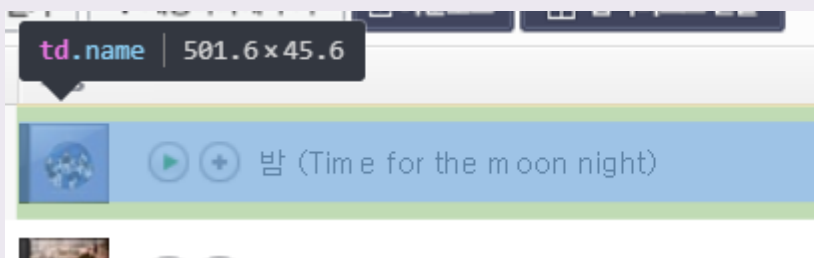 td.name | 501.6×45.6
밤 (Time for the moon night)